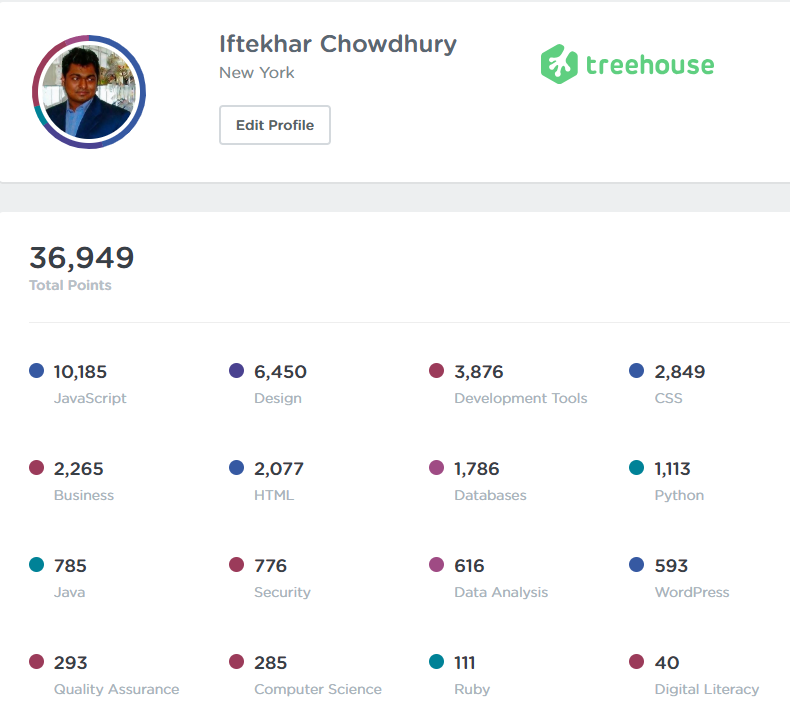 Iftekhar Chowdhury
New York
Edit Profile
treehouse
36,949
Total Points
10,185
JavaScript
6,450
Design
3,876
Development Tools
2,849
CSS
2,265
Business
2,077
HTML
1,786
Databases
1,113
Python
785
Java
776
Security
616
Data Analysis
593
WordPress
293
Quality Assurance
285
Computer Science
111
Ruby
40
Digital Literacy